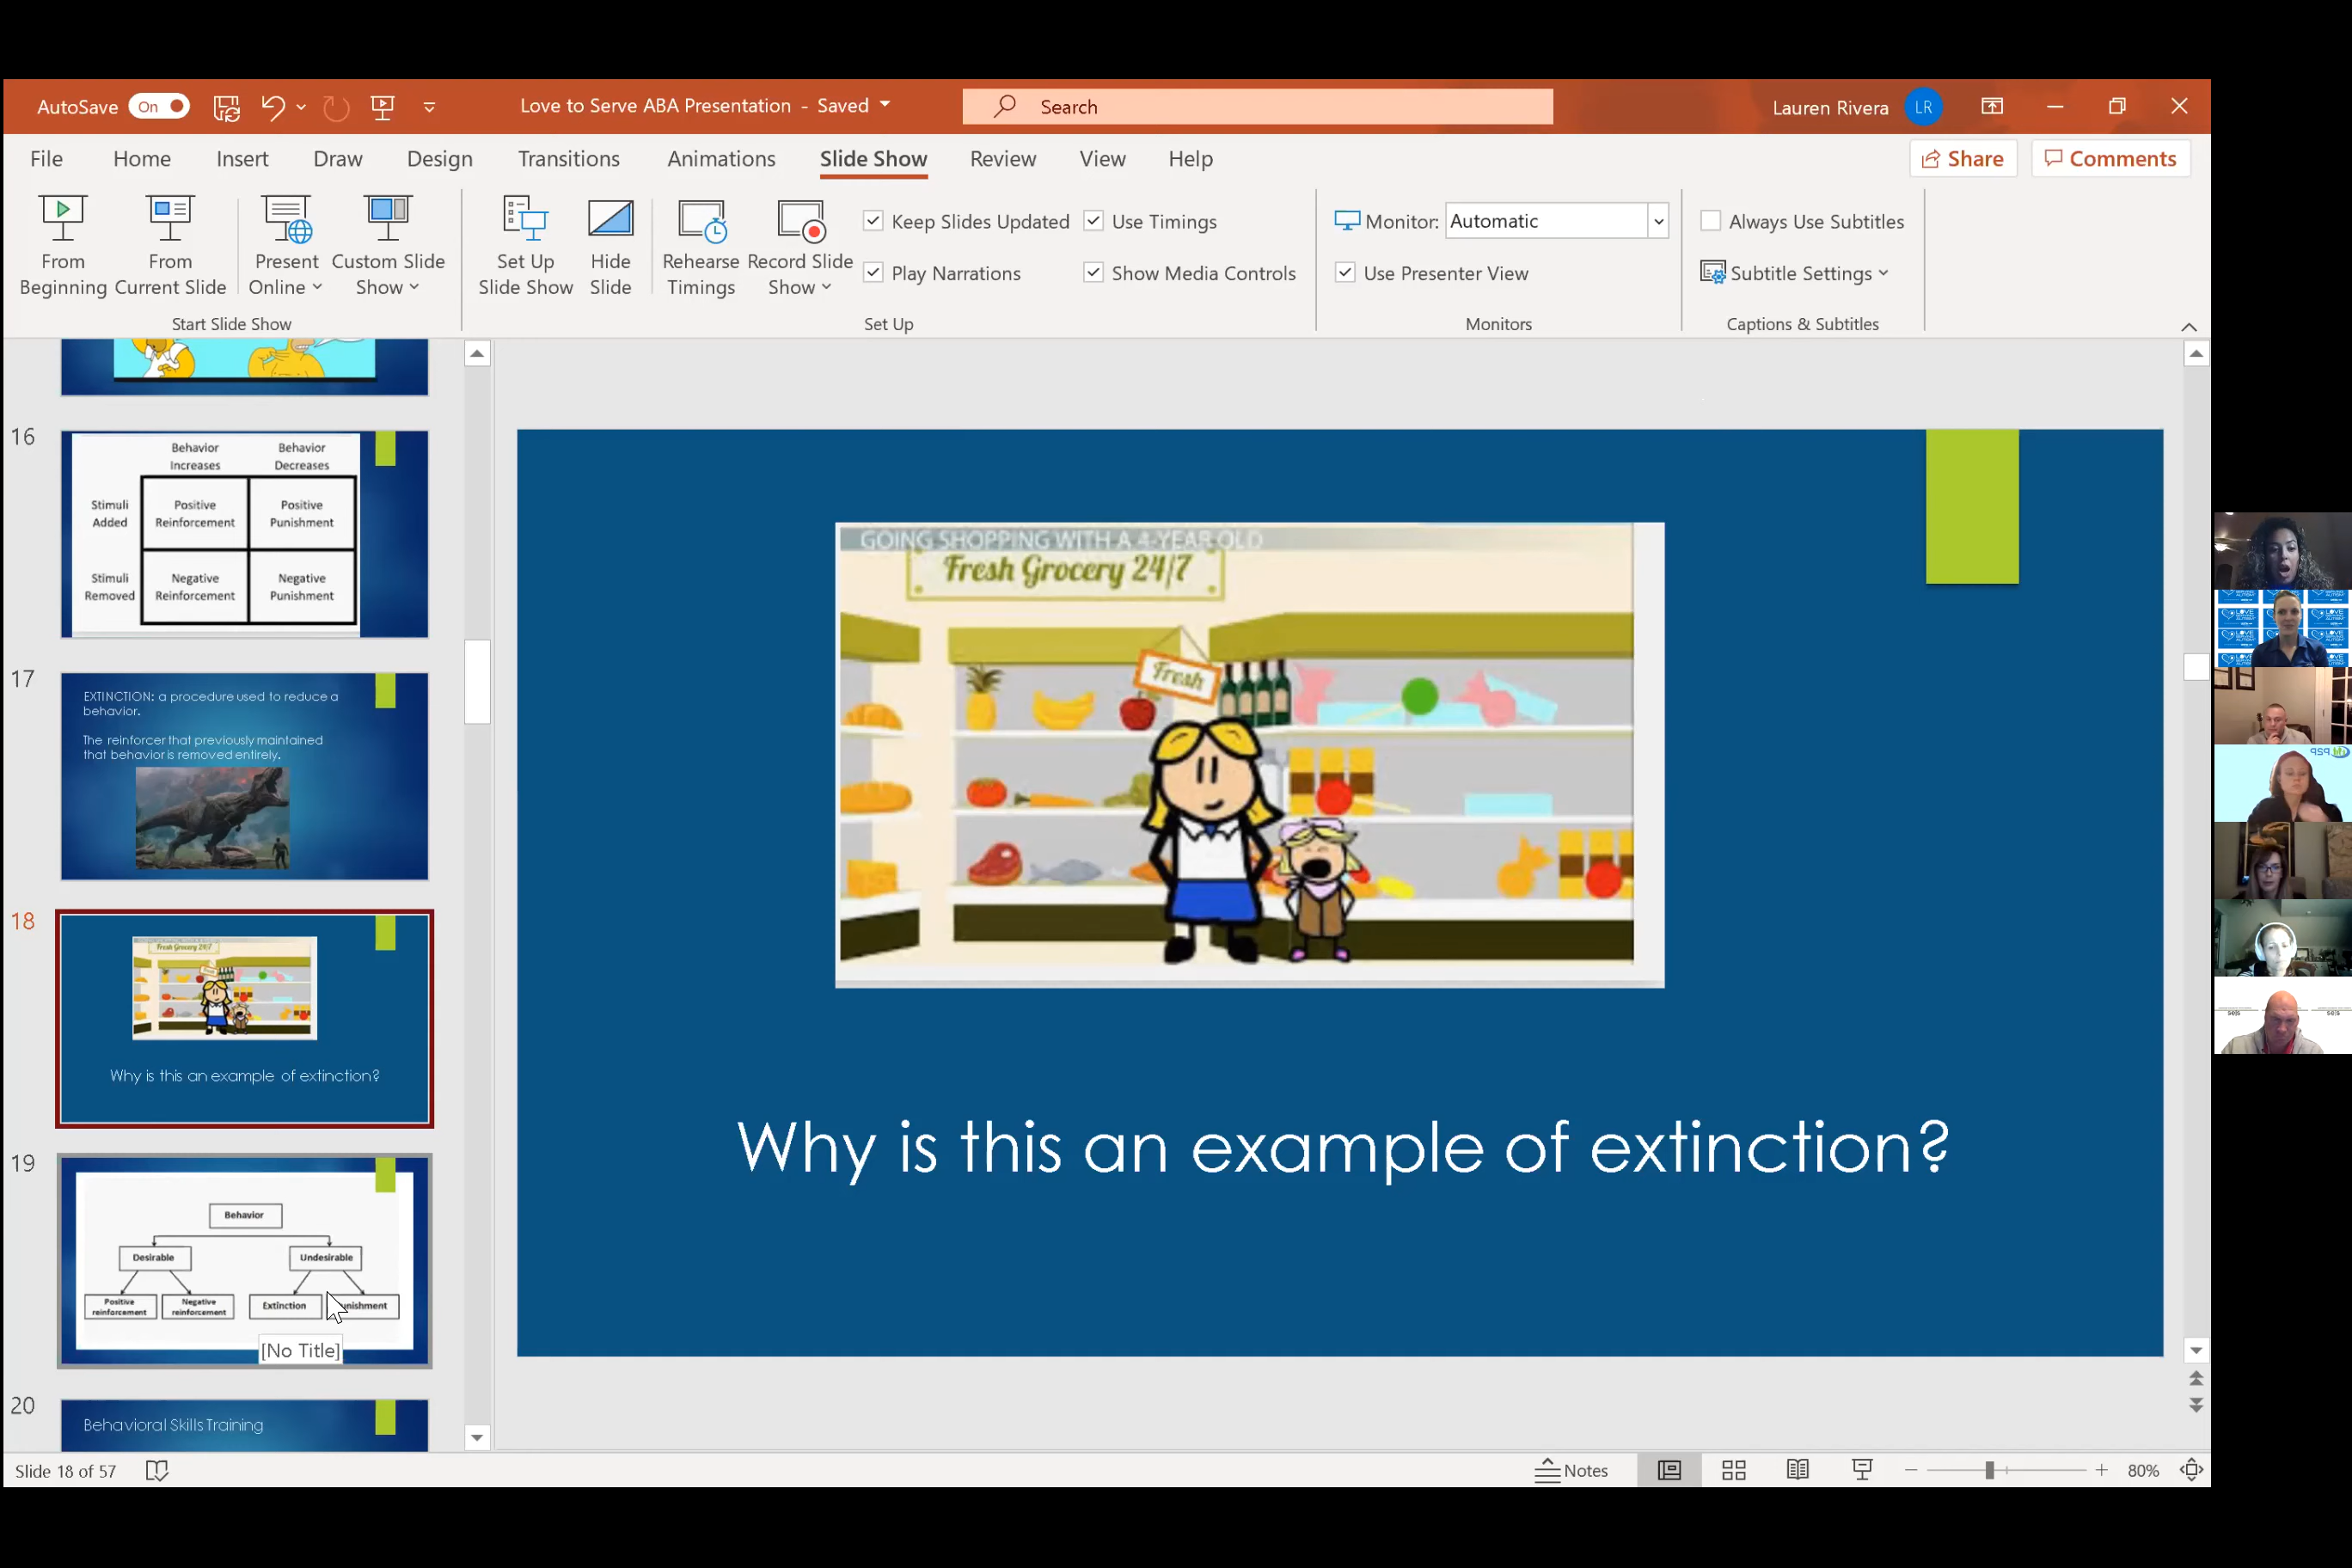 AutoSave On Love to Serve ABA Presentation - Saved Search Lauren Rivera LR
File Home Insert Draw Design Transitions Animations Slide Show Review View Help Share Comments
From Beginning
From Current Slide
Present Online
Custom Slide Show
Start Slide Show
Set Up Slide Show
Hide Slide
Rehearse Timings
Record Slide Show
Keep Slides Updated
Play Narrations
Use Timings
Show Media Controls
Set Up
Monitor: Automatic
Use Presenter View
Monitors
Always Use Subtitles
Subtitle Settings
Captions & Subtitles
16
Behavior Increases
Behavior Decreases
Stimuli Added
Positive Reinforcement
Positive Punishment
Stimuli Removed
Negative Reinforcement
Negative Punishment
17
EXTINCTION: a procedure used to reduce a
behavior.
The reinforcer that previously maintained
that behavior is removed entirely.
18
Fresh Grocery 24/7
Why is this an example of extinction?
19
Behavior
Desirable
Undesirable
Positive reinforcement
Negative reinforcement
Extinction
[No Title]
20
Behavioral Skills Training
GOING SHOPPING WITH A 4-YEAR OLD
Fresh Grocery 24/7
Fresh
Why is this an example of extinction?
Slide 18 of 57
Notes
80%